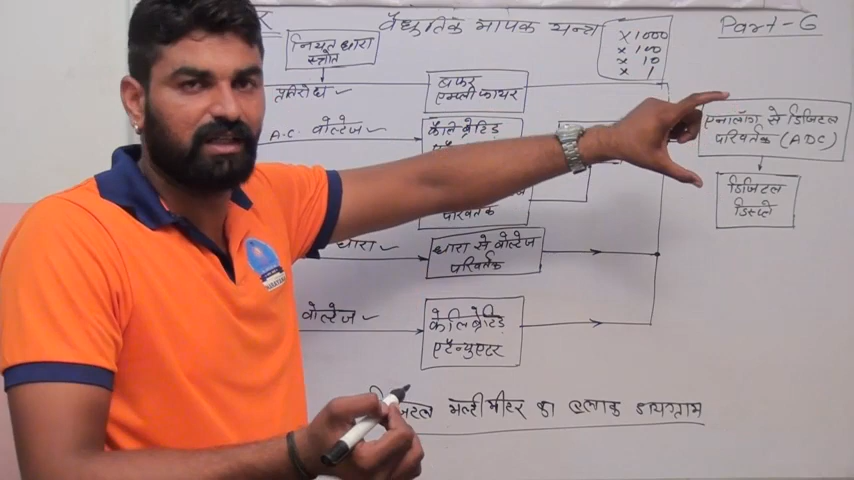 वैधुतिक मापक यन्त्र
Part-6
नियत धारा
स्त्रोत
x 1000
x 100
x 10
x 1
प्रतिरोध
बफर
एम्प्लीफायर
A.C. वोल्टेज
कैलिब्रेटिड
एनालॉग से डिजिटल
परिवर्तक (ADC)
डिजिटल
डिस्प्ले
परिवर्तक
धारा
धारा से वोल्टेज
परिवर्तक
वोल्टेज
केलिब्रेटिड
एटैन्युएटर
मल्टीमीटर का ब्लाक डायग्राम